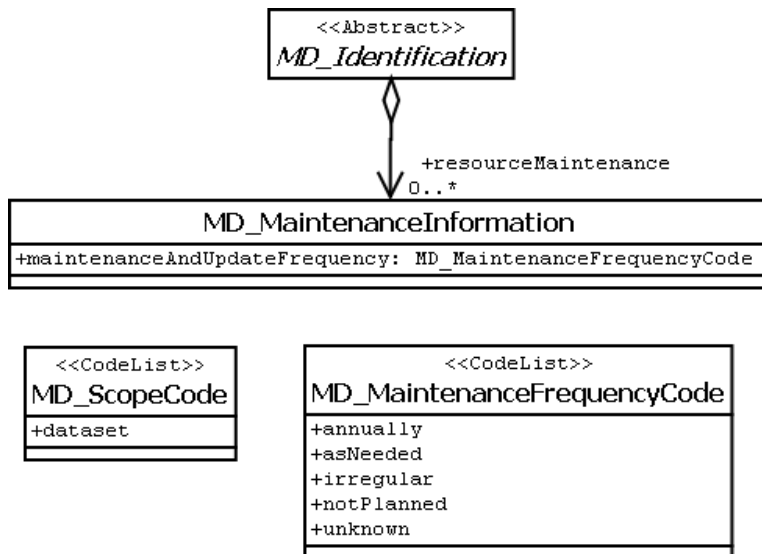 <<Abstract>>
MD_Identification
+resourceMaintenance
0..*
MD_MaintenanceInformation
+maintenanceAndUpdateFrequency: MD_MaintenanceFrequencyCode
<<CodeList>>
MD_ScopeCode
+dataset
<<CodeList>>
MD_MaintenanceFrequencyCode
+annually
+asNeeded
+irregular
+notPlanned
+unknown